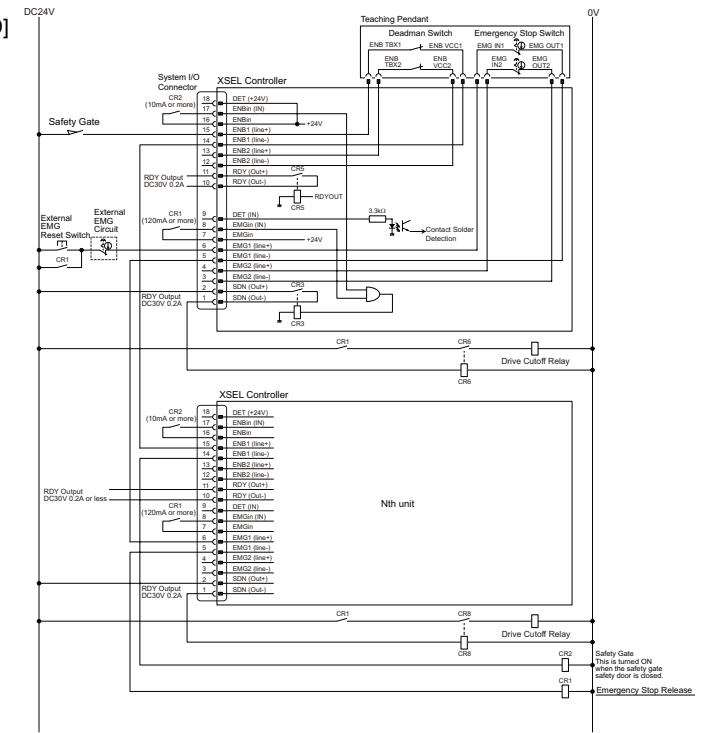 ]
DC24V
0V
Teaching Pendant
Deadman Switch
Emergency Stop Switch
ENB TBX1
ENB VCC1
EMG IN1
EMG OUT1
ENB
TBX2
ENB
VCC2
EMG
IN2
EMG
OUT2
System I/O
Connector
XSEL Controller
CR2
(10mA or more)
Safety Gate
18 DET (+24V)
17 ENBin (IN)
16 ENBin
+24V
15 ENB1 (line+)
14 ENB1 (line-)
13 ENB2 (line+)
12 ENB2 (line-)
11 RDY (Out+)
10 RDY (Out-)
RDY Output
DC30V 0.2A
CR5
RDYOUT
CR5
External
EMG
Reset Switch
External
EMG
Circuit
CR1
CR1
(120mA or more)
9 DET (IN)
8 EMGin (IN)
7 EMGin
+24V
6 EMG1 (line+)
5 EMG1 (line-)
4 EMG2 (line+)
3 EMG2 (line-)
2 SDN (Out+)
1 SDN (Out-)
3.3kΩ
Contact Solder
Detection
RDY Output
DC30V 0.2A
CR3
CR3
CR1
CR6
Drive Cutoff Relay
CR6
XSEL Controller
CR2
(10mA or more)
18 DET (+24V)
17 ENBin (IN)
16 ENBin
15 ENB1 (line+)
14 ENB1 (line-)
13 ENB2 (line+)
12 ENB2 (line-)
11 RDY (Out+)
10 RDY (Out-)
9 DET (IN)
8 EMGin (IN)
7 EMGin
6 EMG1 (line+)
5 EMG1 (line-)
4 EMG2 (line+)
3 EMG2 (line-)
2 SDN (Out+)
1 SDN (Out-)
RDY Output
DC30V 0.2A or less
CR1
(120mA or more)
Nth unit
RDY Output
DC30V 0.2A
CR1
CR8
Drive Cutoff Relay
CR8
CR2
Safety Gate
This is turned ON
when the safety gate
safety door is closed.
CR1
Emergency Stop Release